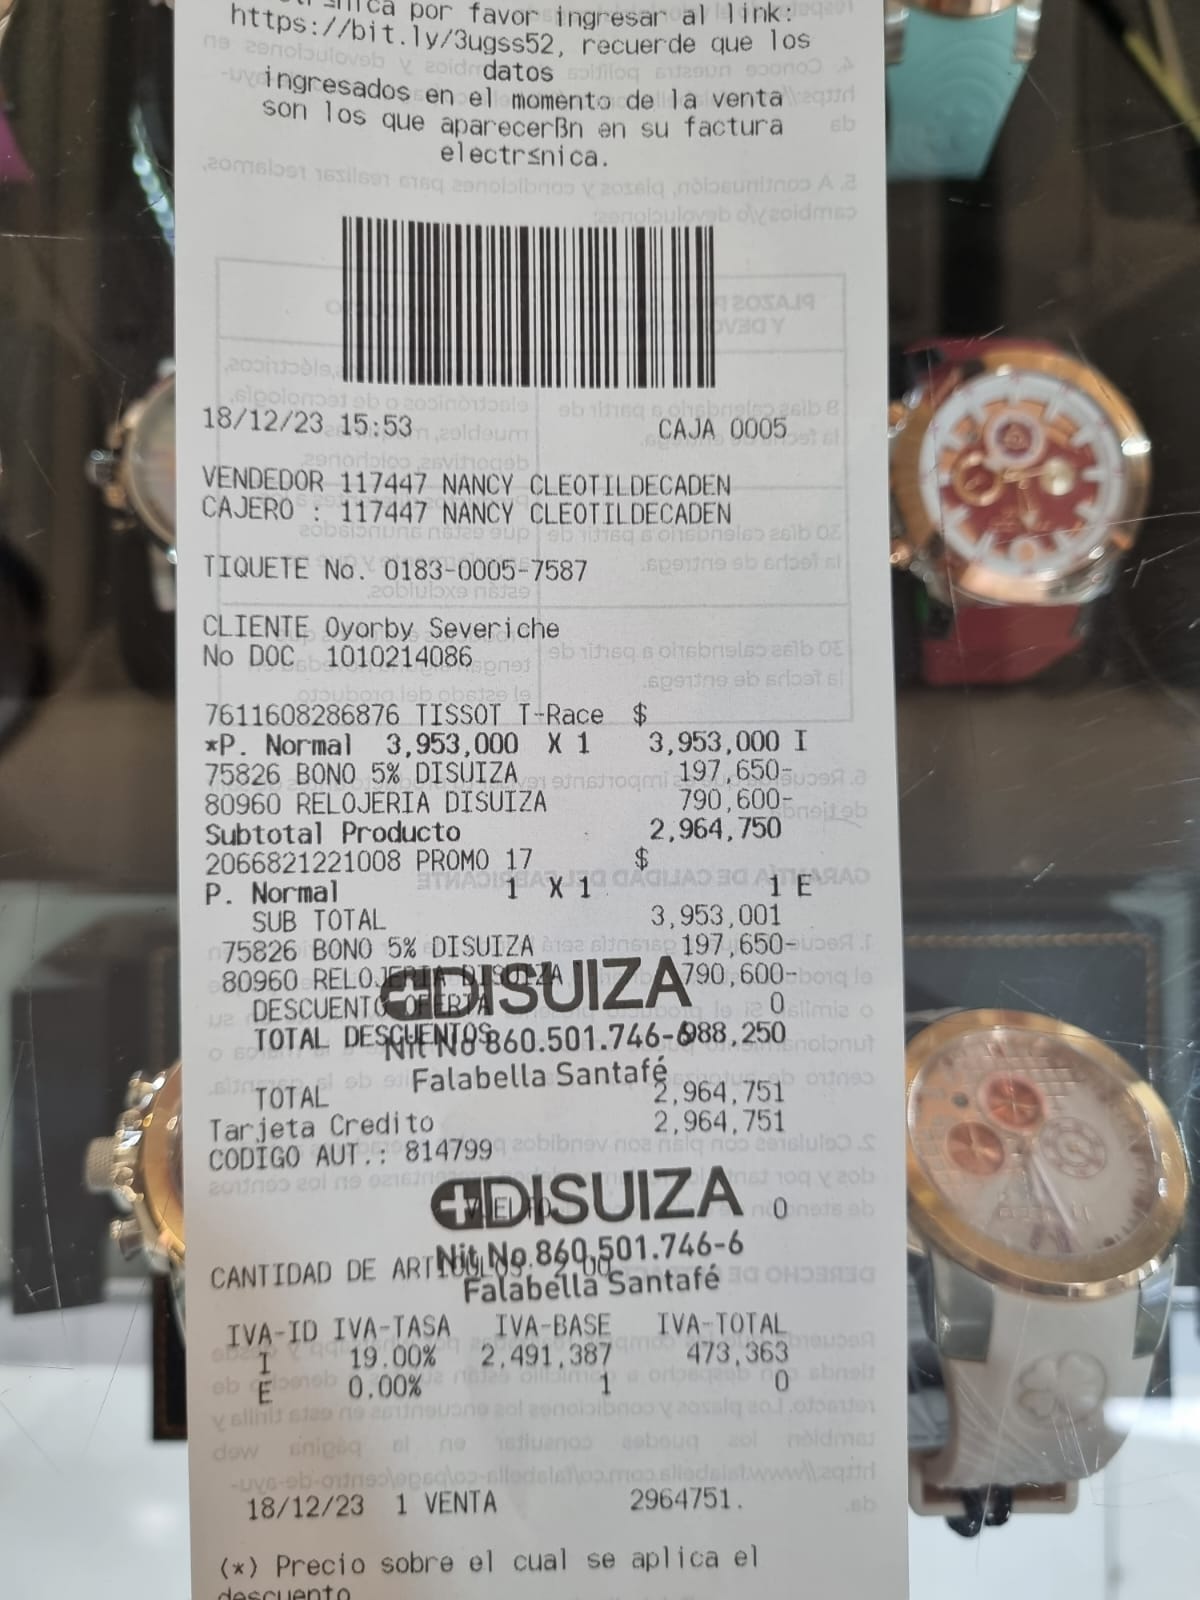 por favor ingresar al link:
https://bit.ly/3ugss52, recuerde que los
datos
ingresados en el momento de la venta
son los que aparecerßn en su factura
electr≤nica.
18/12/23 15:53 CAJA 0005
VENDEDOR 117447 NANCY CLEOTILDECADEN
CAJERO : 117447 NANCY CLEOTILDECADEN
TIQUETE No. 0183-0005-7587
CLIENTE Oyorby Severiche
No DOC 1010214086
7611608286876 TISSOT T-Race $
*P. Normal 3,953,000 X 1 3,953,000 I
75826 BONO 5% DISUIZA 197,650-
80960 RELOJERIA DISUIZA 790,600-
Subtotal Producto 2,964,750
2066821221008 PROMO 17 $
P. Normal 1 X 1 1 E
SUB TOTAL 3,953,001
75826 BONO 5% DISUIZA 197,650-
80960 RELOJERIA DISUIZA 790,600-
DISUIZA
DESCUENTO OFERTA 0
TOTAL DESCUENTOS 988,250
Nit No 860.501.746-6
Falabella Santafé
TOTAL 2,964,751
Tarjeta Credito 2,964,751
CODIGO AUT.: 814799
DISUIZA
0
Nit No 860.501.746-6
CANTIDAD DE ARTICULOS: 2.00
Falabella Santafé
IVA-ID IVA-TASA IVA-BASE IVA-TOTAL
I 19.00% 2,491,387 473,363
E 0.00% 1 0
18/12/23 1 VENTA 2964751.
(*) Precio sobre el cual se aplica el
descuento